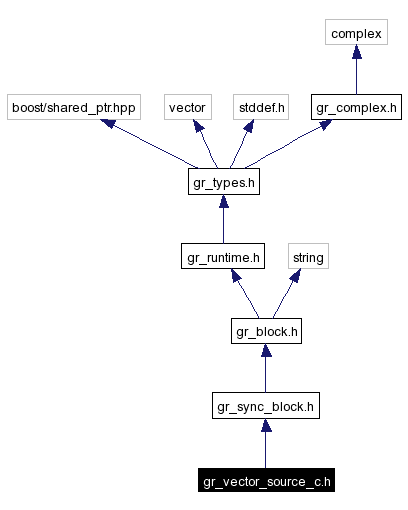 complex
boost/shared_ptr.hpp
vector
stddef.h
gr_complex.h
gr_types.h
gr_runtime.h
string
gr_block.h
gr_sync_block.h
gr_vector_source_c.h